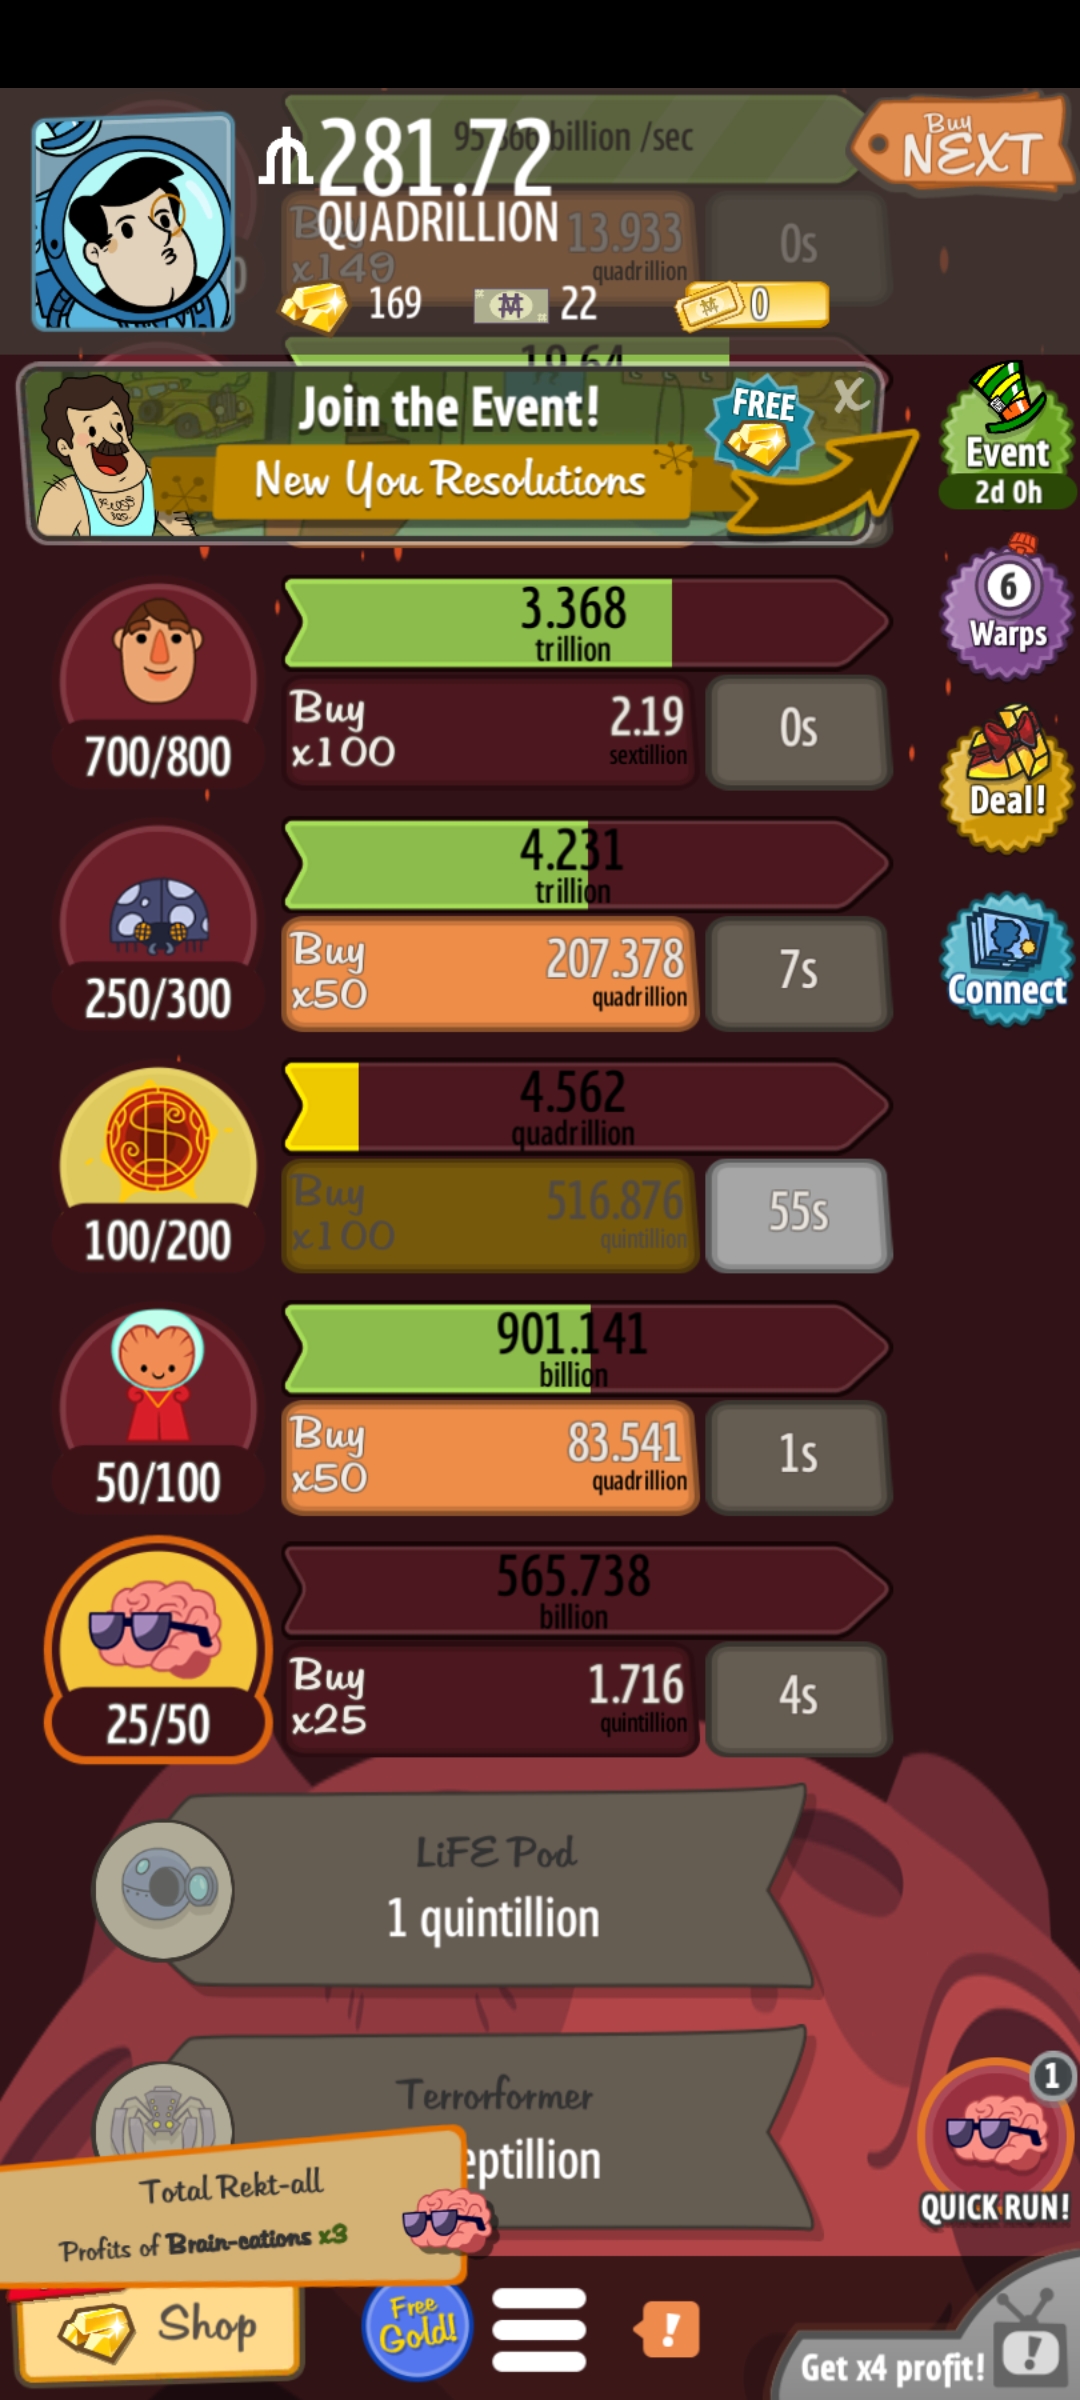 95.366 billion /sec
281.72
QUADRILLION
Buy
NEXT
Buy
x149
13.933
quadrillion
0s
169
22
0
19.64
Join the Event!
New You Resolutions
FREE
X
Event
2d 0h
3.368
trillion
700/800
Buy
x100
2.19
sextillion
0s
6
Warps
4.231
trillion
250/300
Buy
x50
207.378
quadrillion
7s
Deal!
Connect
4.562
quadrillion
100/200
Buy
x100
516.876
quintillion
55s
901.141
billion
50/100
Buy
x50
83.541
quadrillion
1s
565.738
billion
25/50
Buy
x25
1.716
quintillion
4s
LiFE Pod
1 quintillion
Terrorformer
eptillion
1
QUICK RUN!
Total Rekt-all
Profits of Brain-cations x3
Shop
Free
Gold!
!
Get x4 profit!
!